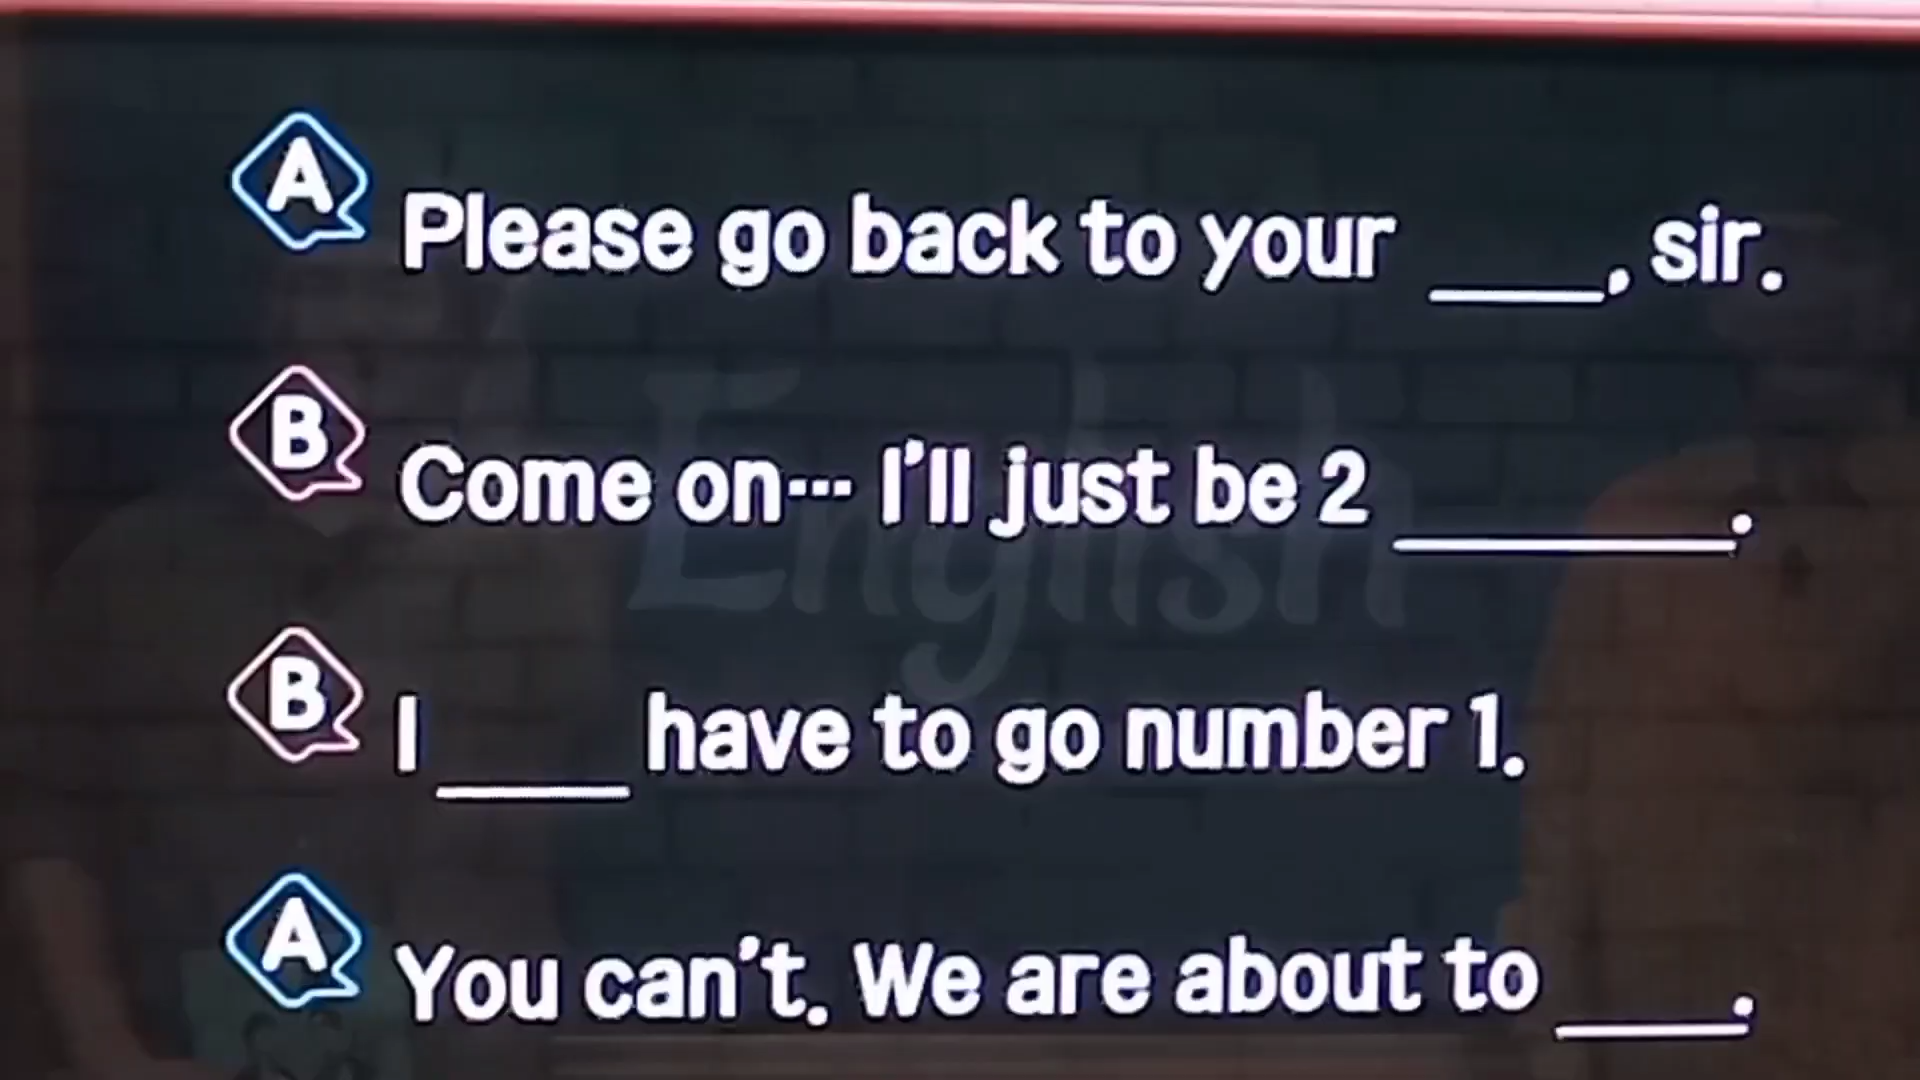 A Please go back to your ____, sir.
B Come on··· I'll just be 2 ________.
B I ____ have to go number 1.
A You can't. We are about to ____.
English